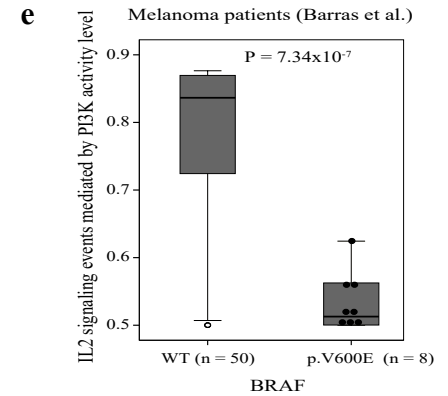 e
Melanoma patients (Barras et al.)
IL2 signaling events mediated by PI3K activity level
P = 7.34x10-7
0.9
0.8
0.7
0.6
0.5
WT (n = 50) p.V600E (n = 8)
BRAF